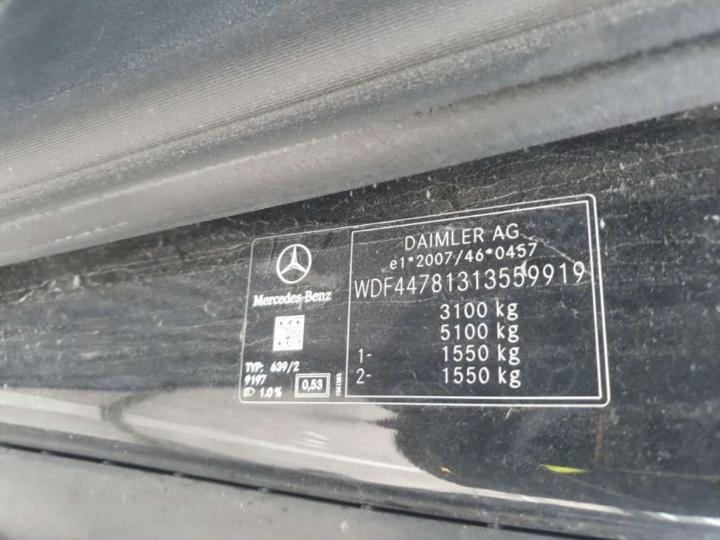 DAIMLER AG
e1*2007/46*0457
WDF44781313559919
3100 kg
5100 kg
1- 1550 kg
2- 1550 kg
Mercedes-Benz
TYP: 639/2
9197
1.0% 0,53